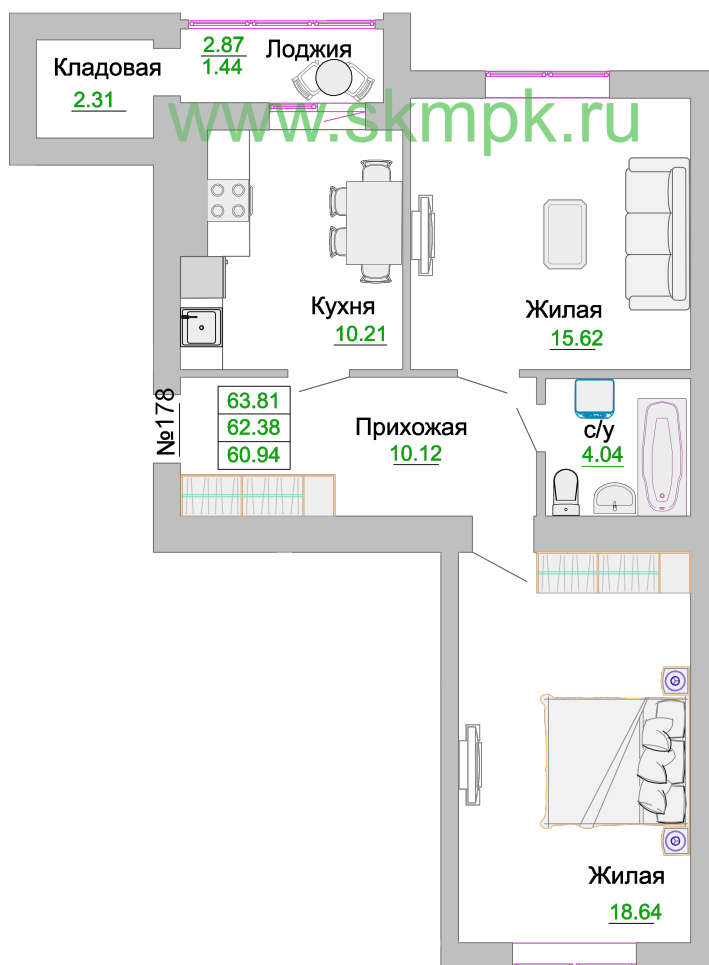 Кладовая
2.31
2.87
1.44
Лоджия
www.skmpk.ru
Кухня
10.21
Жилая
15.62
№178
63.81
62.38
60.94
Прихожая
10.12
с/у
4.04
Жилая
18.64